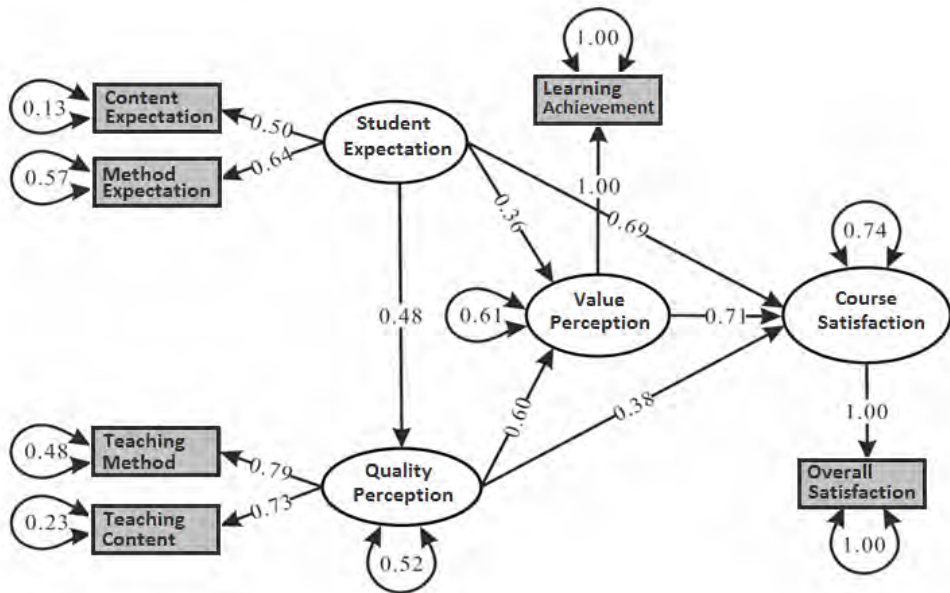 1.00
Learning
Achievement
0.13
Content
Expectation
0.50
Student
Expectation
0.57
Method
Expectation
0.64
1.00
0.36
0.69
0.74
0.48
0.61
Value
Perception
0.71
Course
Satisfaction
0.60
0.38
1.00
0.48
Teaching
Method
0.79
Quality
Perception
0.23
Teaching
Content
0.73
Overall
Satisfaction
0.52
1.00